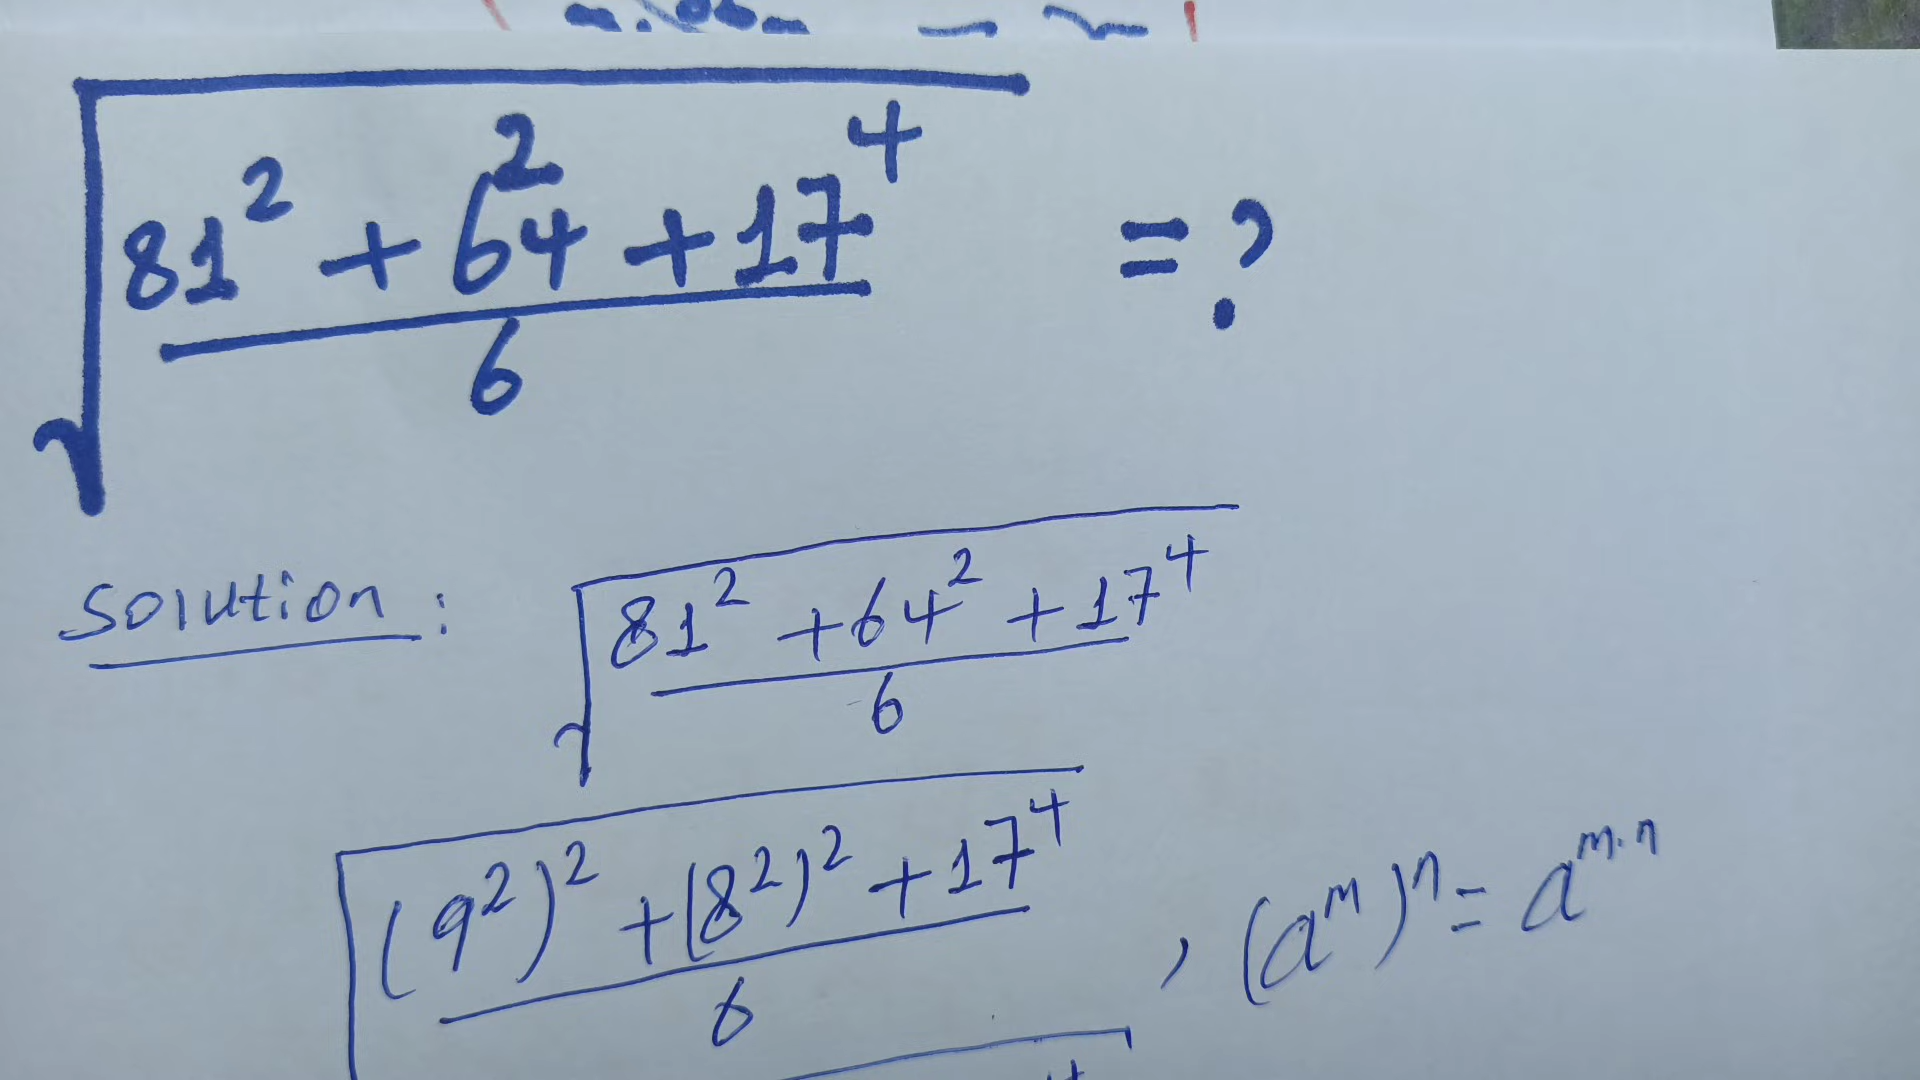 √((81² + 64² + 17⁴)/6) = ?
Solution : √((81² + 64² + 17⁴)/6)
√(((9²)² + (8²)² + 17⁴)/6) , (aᵐ)ⁿ = aᵐ·ⁿ